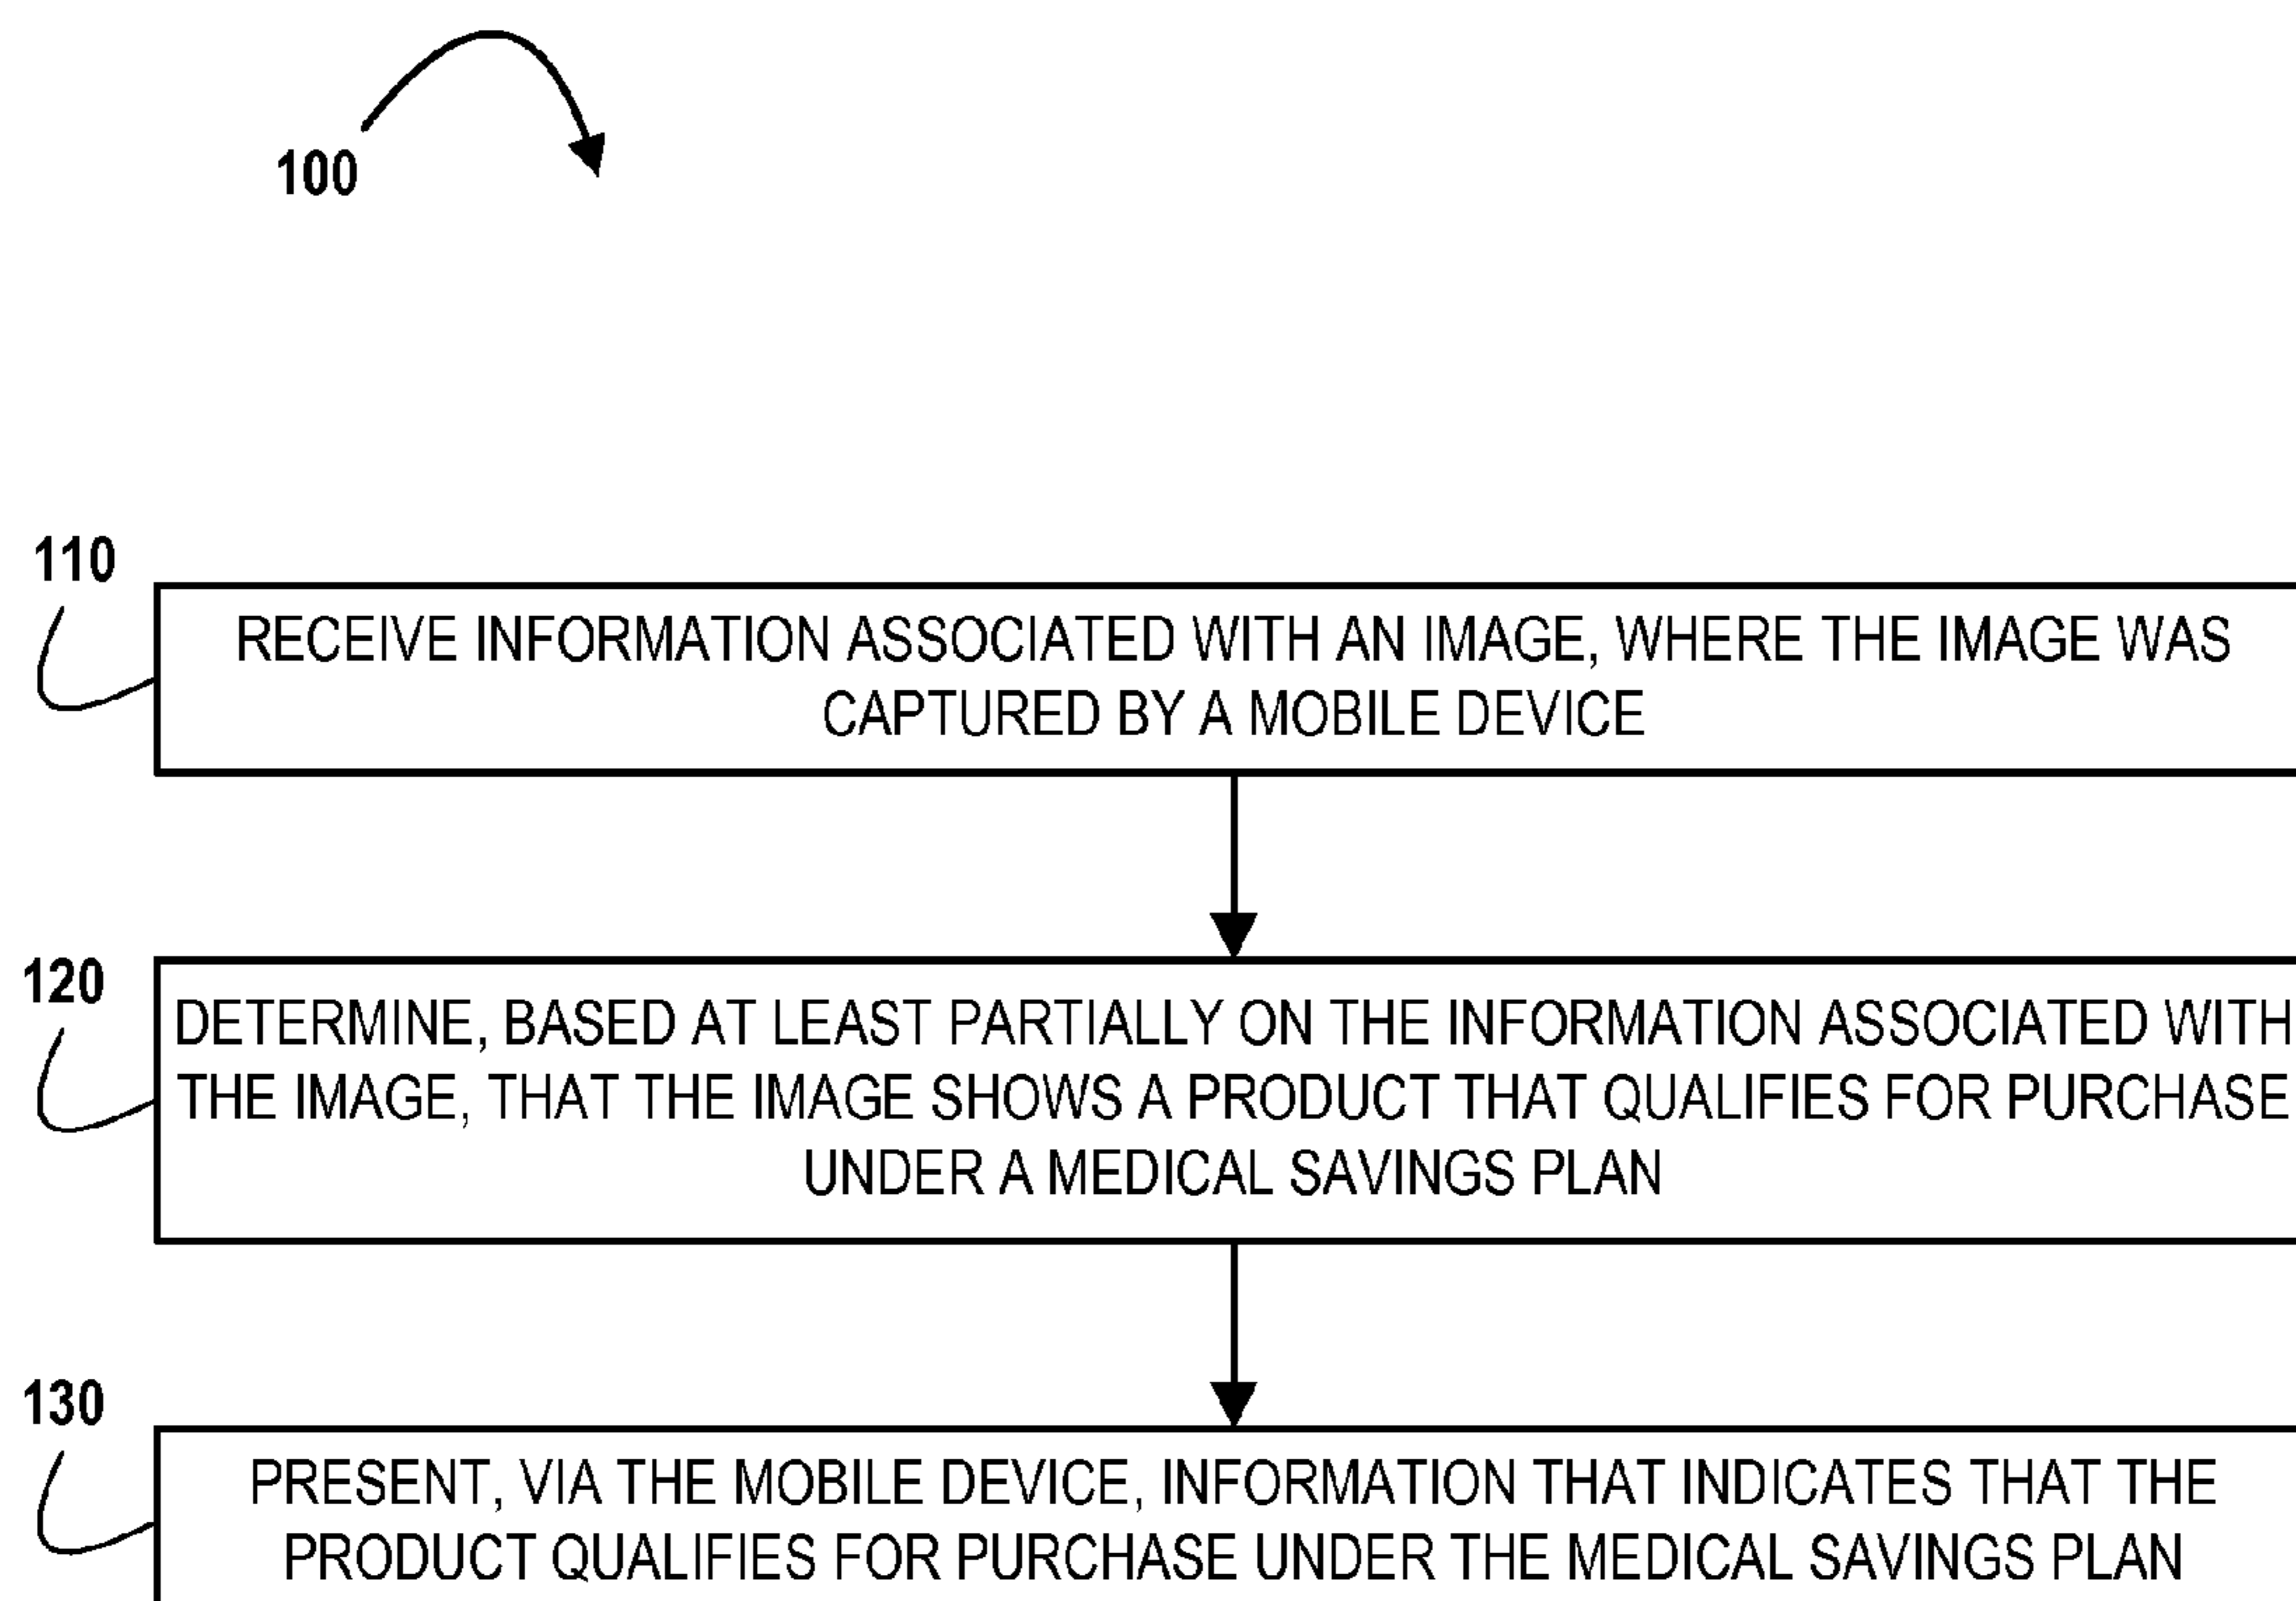 100
110
RECEIVE INFORMATION ASSOCIATED WITH AN IMAGE, WHERE THE IMAGE WAS
CAPTURED BY A MOBILE DEVICE
120
DETERMINE, BASED AT LEAST PARTIALLY ON THE INFORMATION ASSOCIATED WITH
THE IMAGE, THAT THE IMAGE SHOWS A PRODUCT THAT QUALIFIES FOR PURCHASE
UNDER A MEDICAL SAVINGS PLAN
130
PRESENT, VIA THE MOBILE DEVICE, INFORMATION THAT INDICATES THAT THE
PRODUCT QUALIFIES FOR PURCHASE UNDER THE MEDICAL SAVINGS PLAN